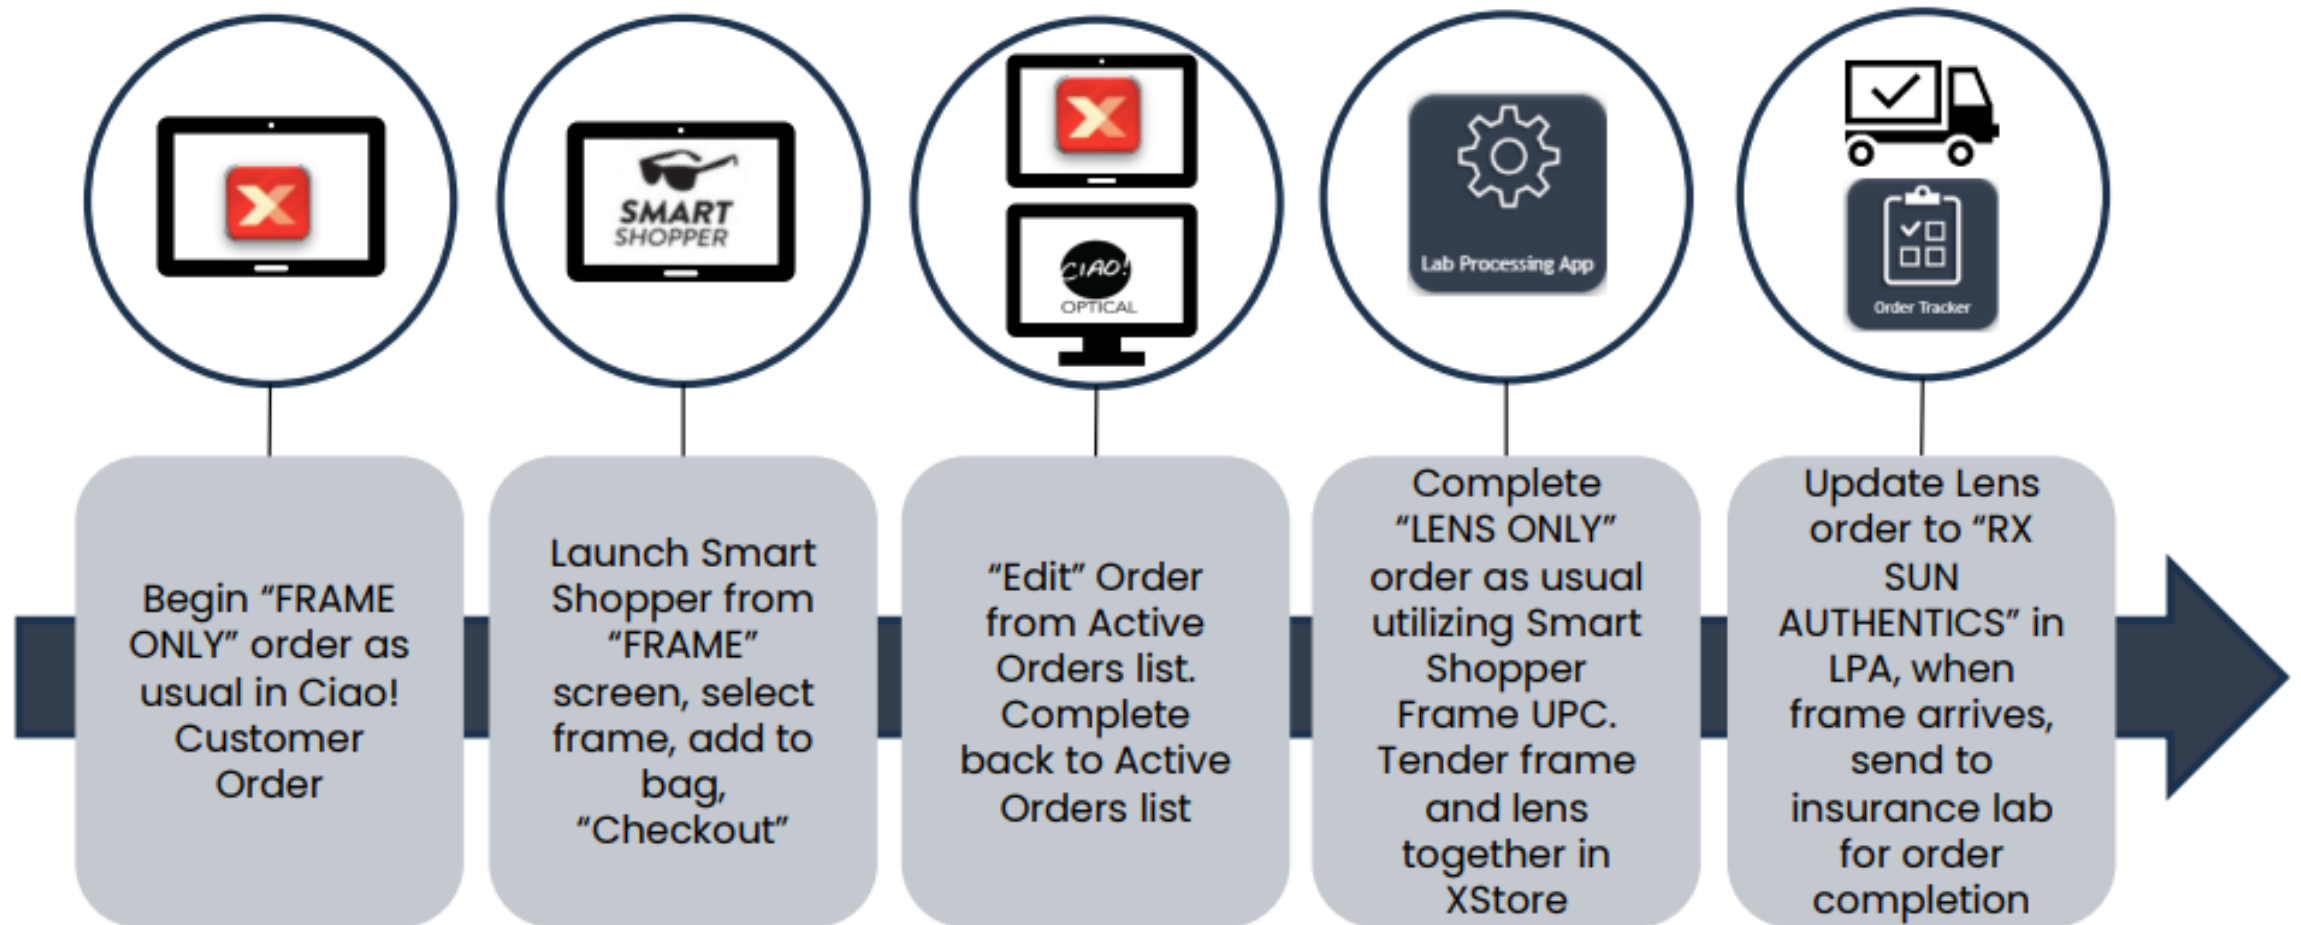 SMART
SHOPPER
CIAO!
OPTICAL
Lab Processing App
Order Tracker
Begin “FRAME
ONLY” order as
usual in Ciao!
Customer
Order
Launch Smart
Shopper from
“FRAME”
screen, select
frame, add to
bag,
“Checkout”
“Edit” Order
from Active
Orders list.
Complete
back to Active
Orders list
Complete
“LENS ONLY”
order as usual
utilizing Smart
Shopper
Frame UPC.
Tender frame
and lens
together in
XStore
Update Lens
order to “RX
SUN
AUTHENTICS” in
LPA, when
frame arrives,
send to
insurance lab
for order
completion